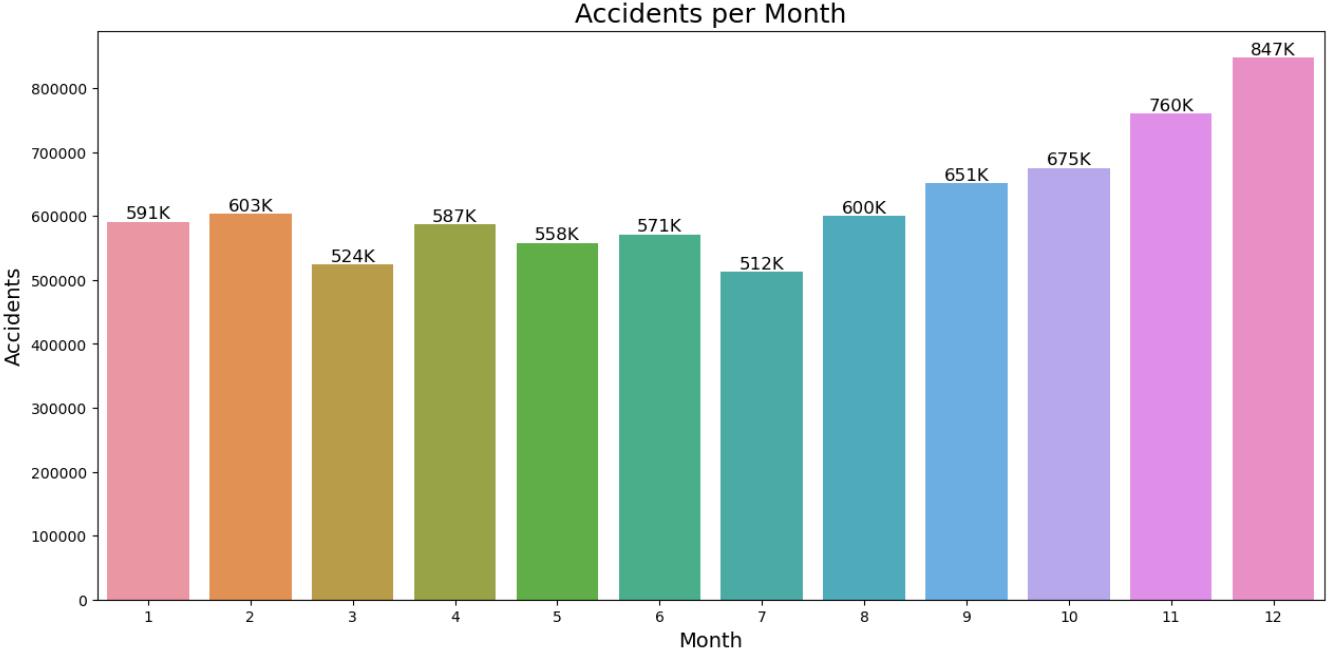 Accidents per Month
847K
800000
760K
700000
675K
651K
600000
591K
603K
587K
600K
558K
571K
524K
512K
500000
400000
300000
200000
100000
0
Accidents
1 2 3 4 5 6 7 8 9 10 11 12
Month